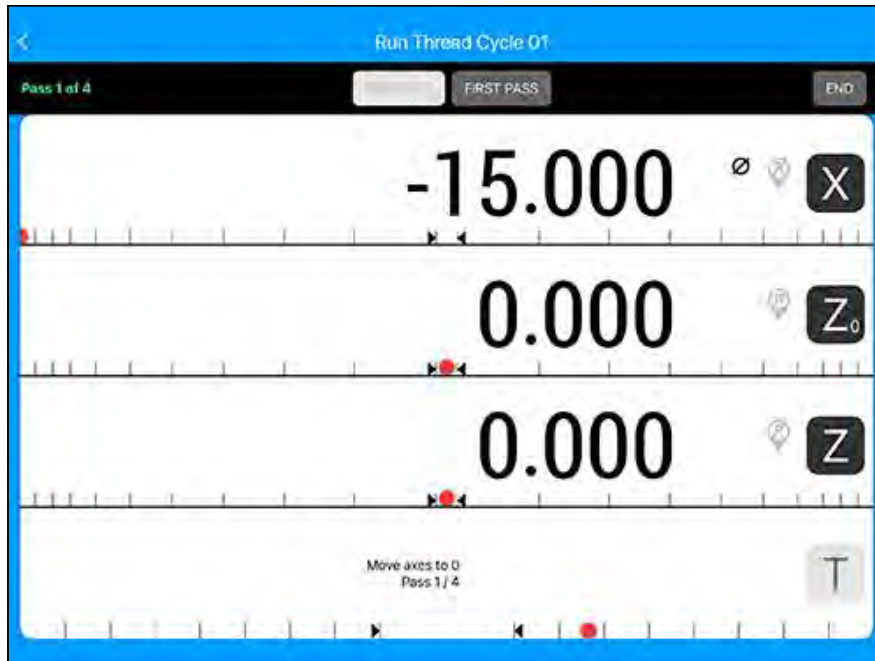 Run Thread Cycle 01
Pass 1 of 4
FIRST PASS
END
-15.000 Ø X
0.000 Z0
0.000 Z
Move axes to 0
Pass 1 / 4
T